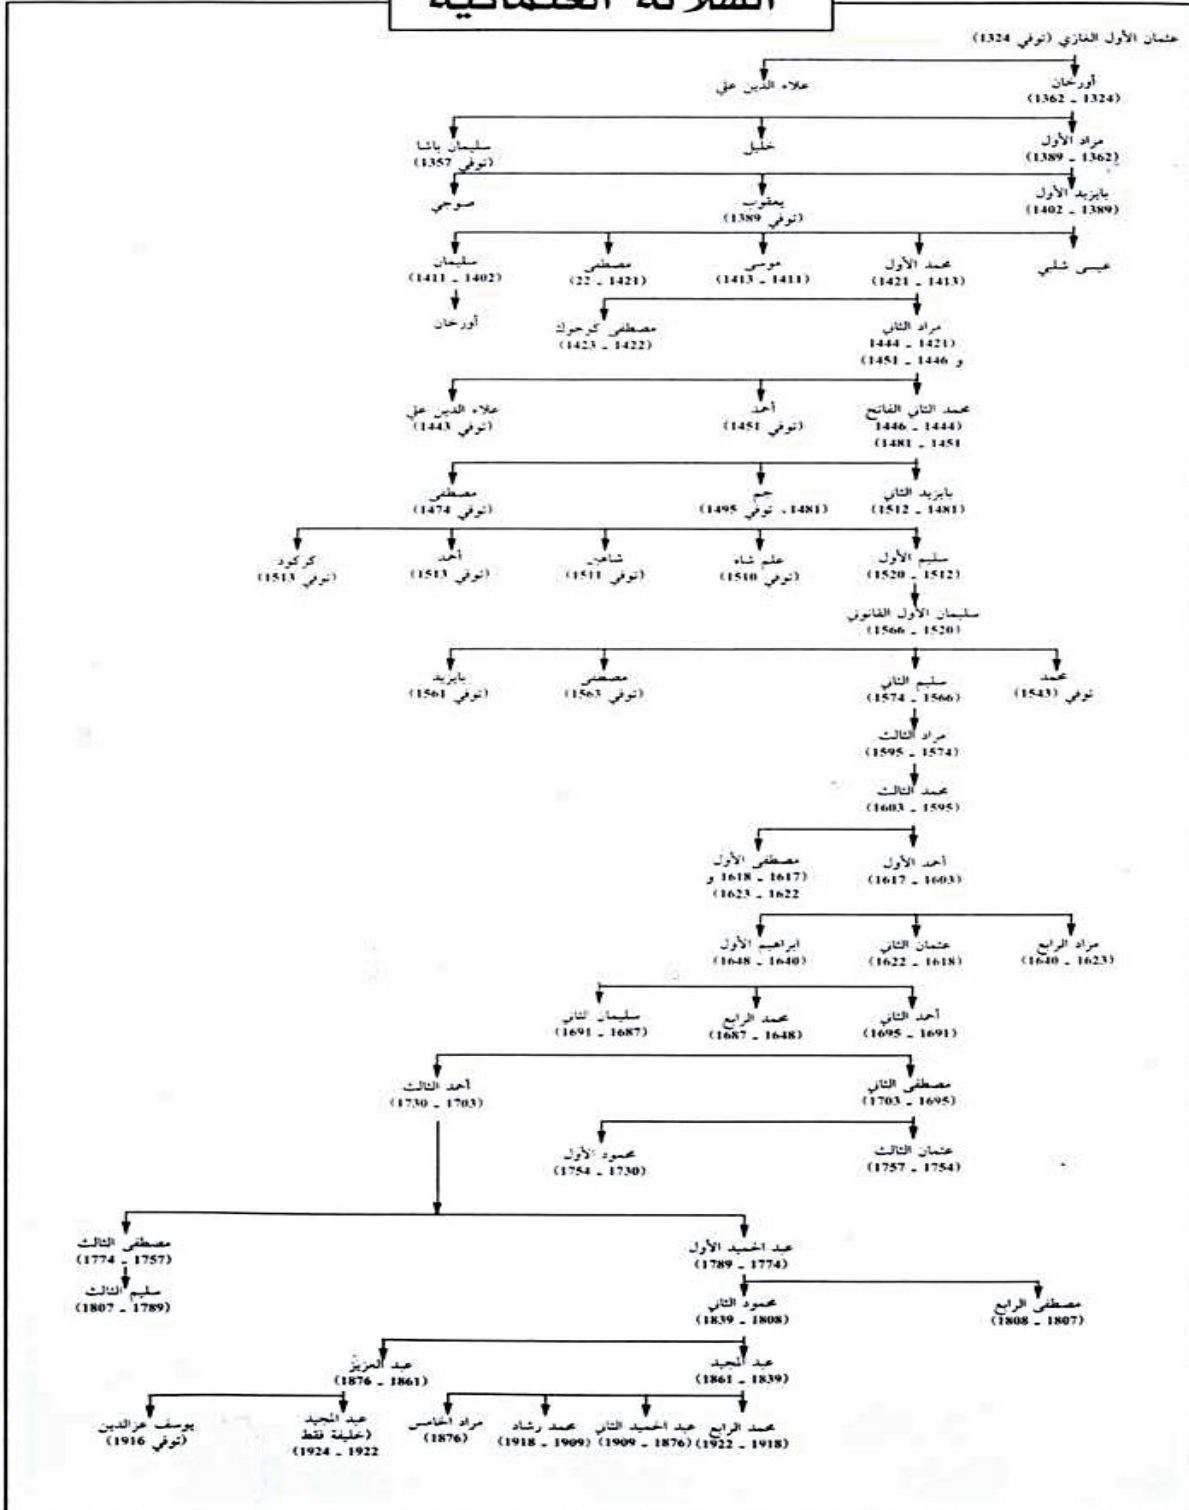 السلالة العثمانية
عثمان الأول الغازي (توفي 1324)
أورخان
(1324 - 1362)
علاء الدين علي
مراد الأول
(1362 - 1389)
خليل
سليمان باشا
(توفي 1357)
بايزيد الأول
(1389 - 1402)
يعقوب
(توفي 1389)
صوجي
عيسى شلبي
محمد الأول
(1413 - 1421)
موسى
(1411 - 1413)
مصطفى
(1421 - 22)
سليمان
(1402 - 1411)
أورخان
مراد الثاني
(1421 - 1444
و 1446 - 1451)
مصطفى كوجوك
(1422 - 1423)
محمد الثاني الفاتح
(1444 - 1446
1451 - 1481)
أحمد
(توفي 1451)
علاء الدين علي
(توفي 1443)
بايزيد الثاني
(1481 - 1512)
جم
(1481، توفي 1495)
مصطفى
(توفي 1474)
سليم الأول
(1512 - 1520)
علم شاه
(توفي 1510)
شاهين
(توفي 1511)
أحمد
(توفي 1513)
كركود
(توفي 1513)
سليمان الأول القانوني
(1520 - 1566)
محمد
توفي (1543)
سليم الثاني
(1566 - 1574)
مصطفى
(توفي 1563)
بايزيد
(توفي 1561)
مراد الثالث
(1574 - 1595)
محمد الثالث
(1595 - 1603)
أحمد الأول
(1603 - 1617)
مصطفى الأول
(1617 - 1618 و
1622 - 1623)
مراد الرابع
(1623 - 1640)
عثمان الثاني
(1618 - 1622)
ابراهيم الأول
(1640 - 1648)
أحمد الثاني
(1691 - 1695)
محمد الرابع
(1648 - 1687)
سليمان الثاني
(1687 - 1691)
مصطفى الثاني
(1695 - 1703)
أحمد الثالث
(1703 - 1730)
عثمان الثالث
(1754 - 1757)
محمود الأول
(1730 - 1754)
عبد الحميد الأول
(1774 - 1789)
مصطفى الثالث
(1757 - 1774)
سليم الثالث
(1789 - 1807)
مصطفى الرابع
(1807 - 1808)
محمود الثاني
(1808 - 1839)
عبد المجيد
(1839 - 1861)
عبد العزيز
(1861 - 1876)
محمد الرابع
(1918 - 1922)
عبد الحميد الثاني
(1876 - 1909)
محمد رشاد
(1909 - 1918)
مراد الخامس
(1876)
عبد المجيد
(خليفة فقط
1922 - 1924)
يوسف عزالدين
(توفي 1916)